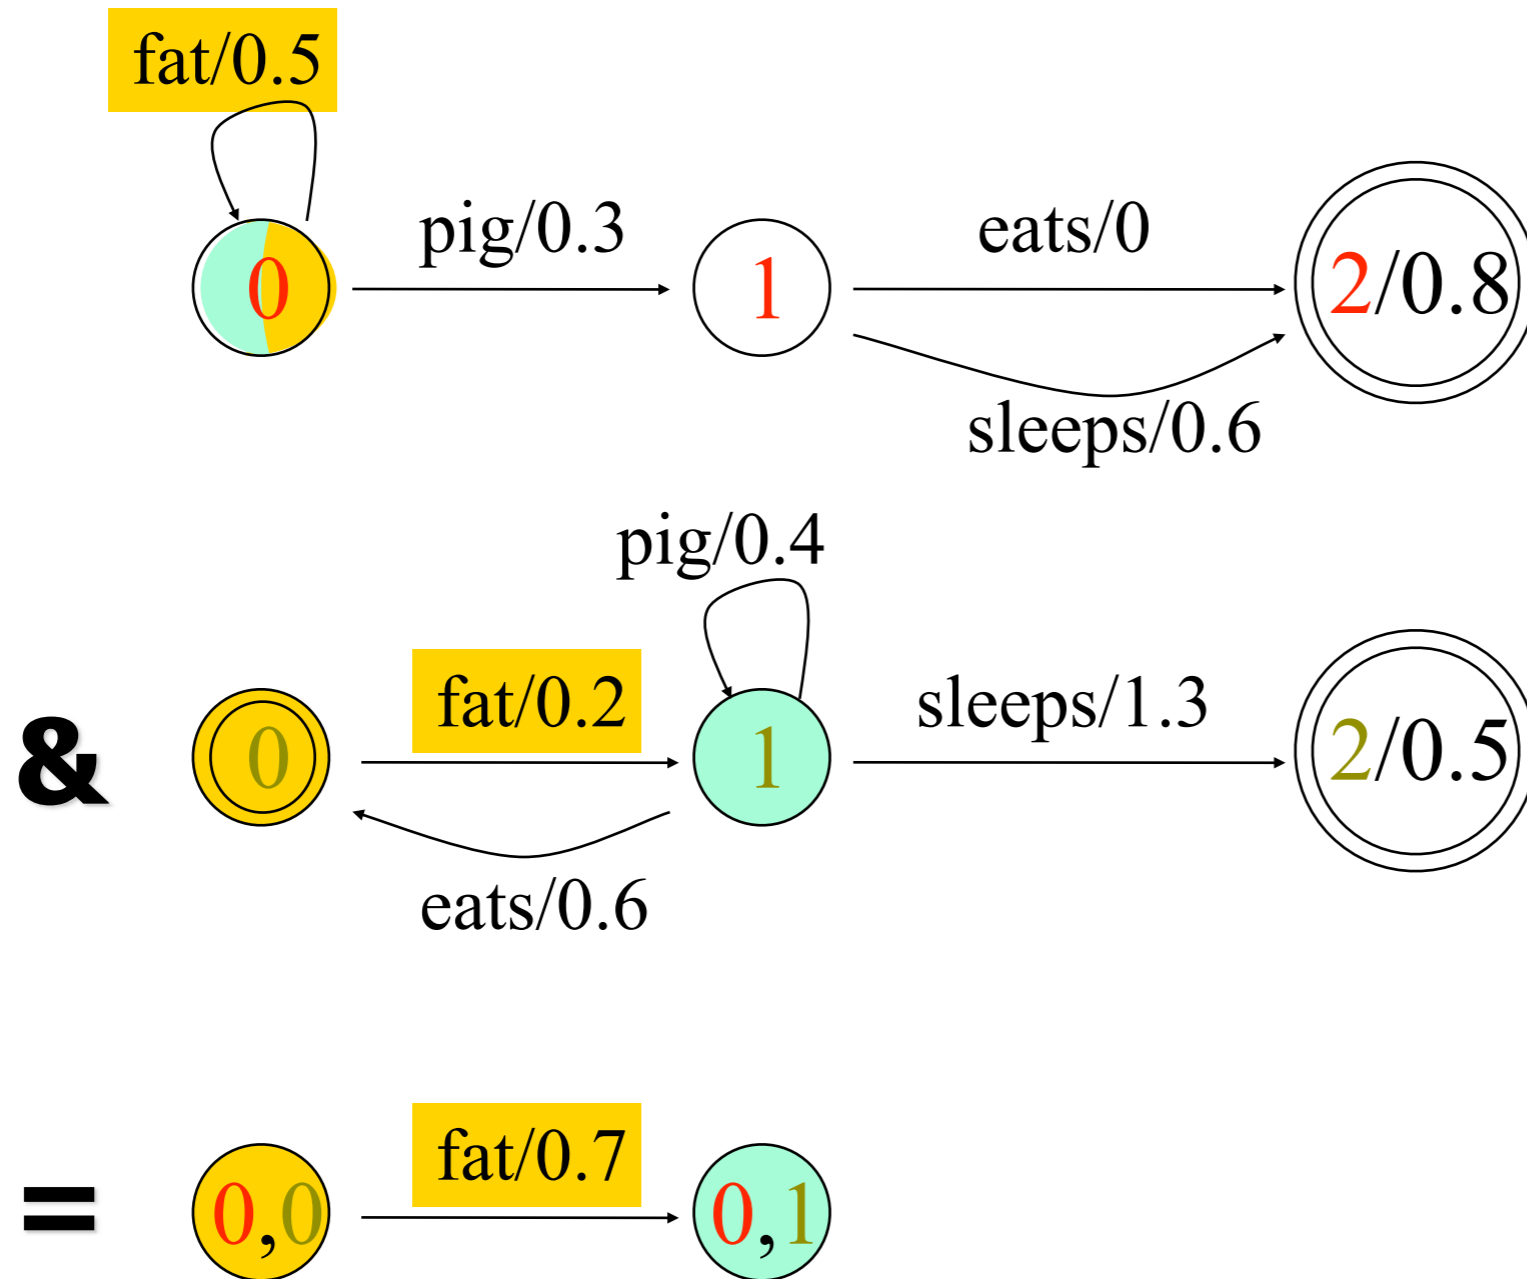 fat/0.5
pig/0.3
eats/0
0
1
2/0.8
sleeps/0.6
pig/0.4
fat/0.2
sleeps/1.3
&
0
1
2/0.5
eats/0.6
fat/0.7
=
0,0
0,1